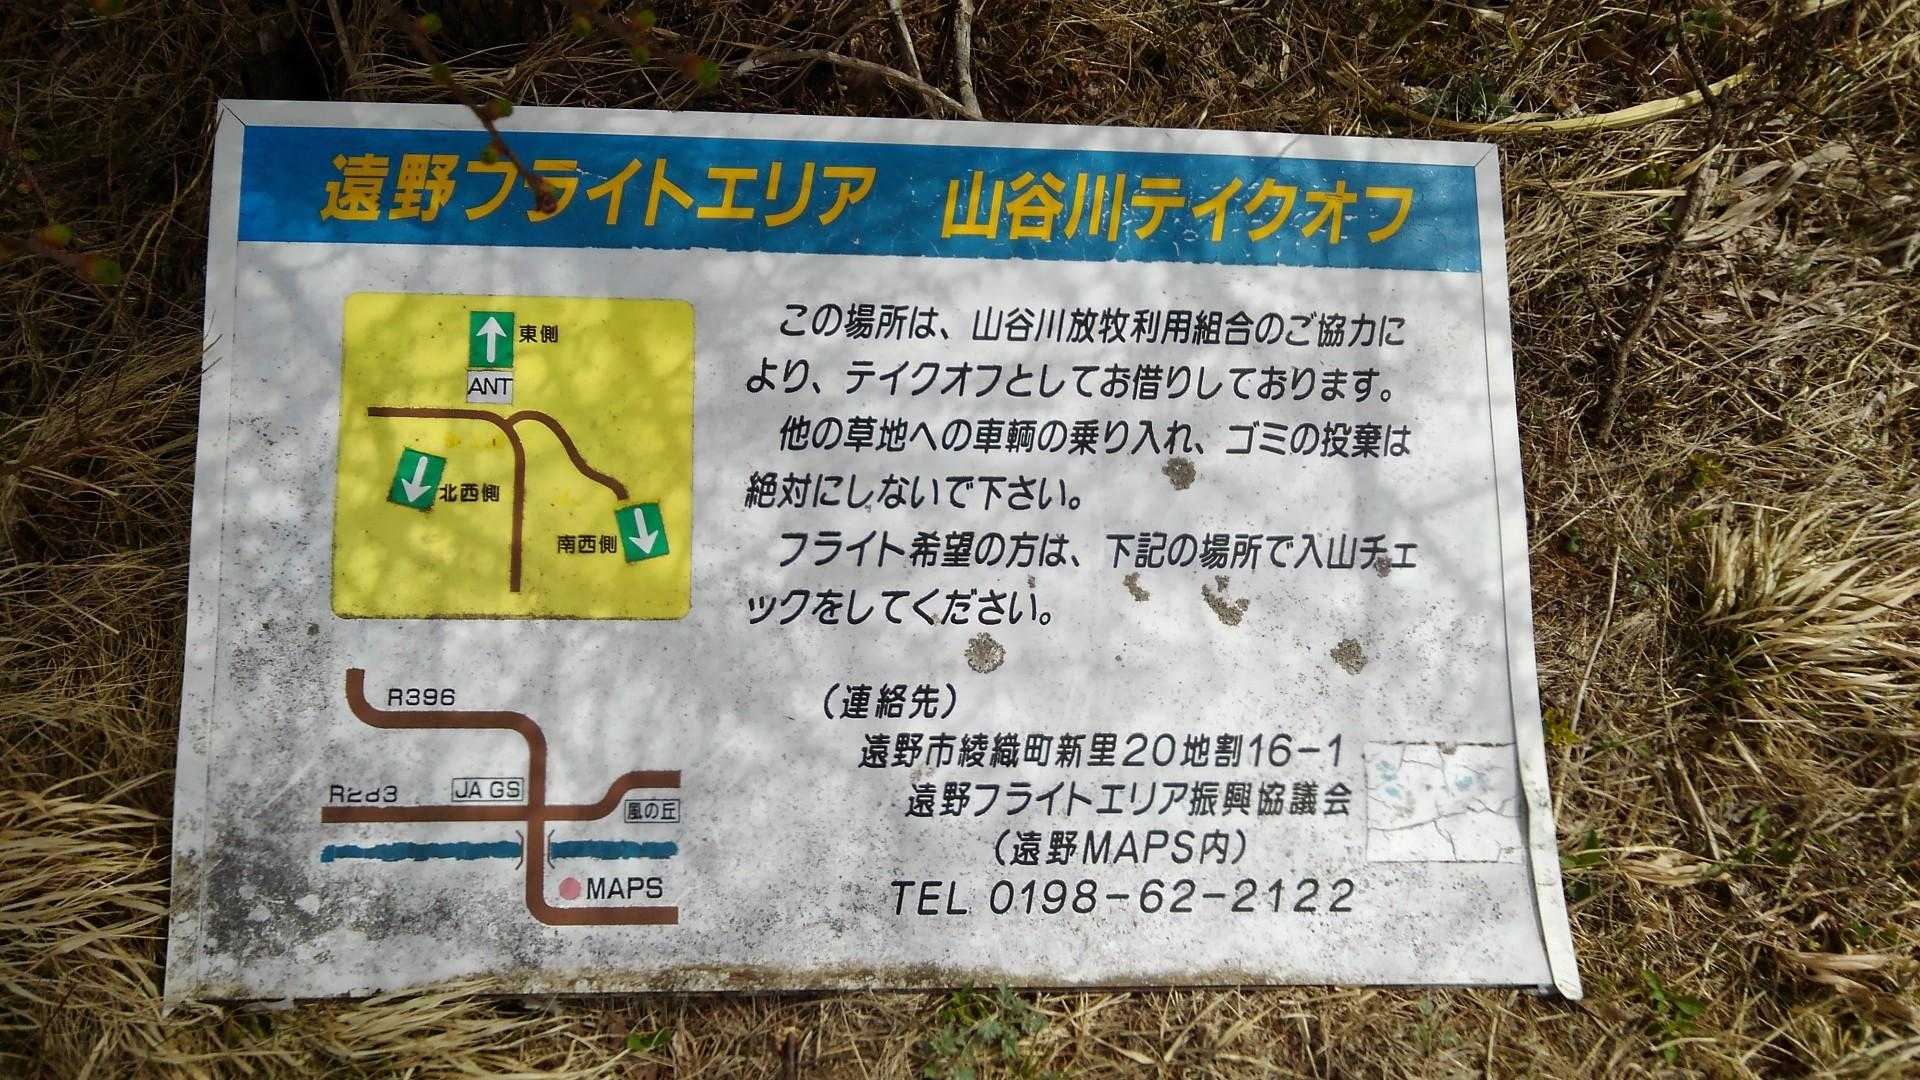 遠野フライトエリア 山谷川テイクオフ
東側
ANT
北西側
南西側
この場所は、山谷川放牧利用組合のご協力に
より、テイクオフとしてお借りしております。
他の草地への車輌の乗り入れ、ゴミの投棄は
絶対にしないで下さい。
フライト希望の方は、下記の場所で入山チェ
ックをしてください。
R396
R283
JA GS
風の丘
MAPS
(連絡先)
遠野市綾織町新里20地割16-1
遠野フライトエリア振興協議会
(遠野MAPS内)
TEL 0198-62-2122